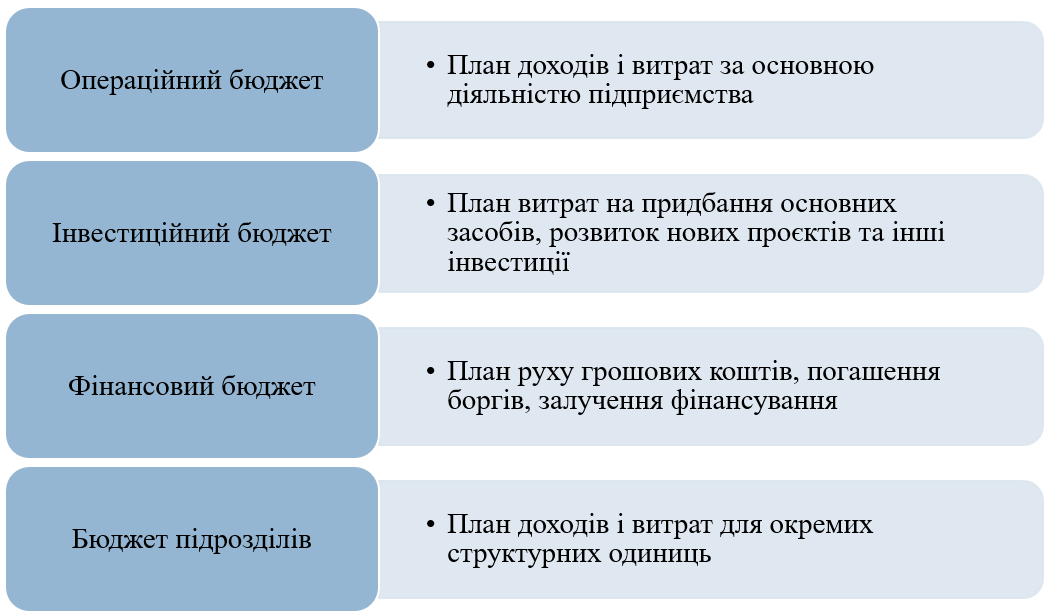 Операційний бюджет
• План доходів і витрат за основною
діяльністю підприємства
Інвестиційний бюджет
• План витрат на придбання основних
засобів, розвиток нових проєктів та інші
інвестиції
Фінансовий бюджет
• План руху грошових коштів, погашення
боргів, залучення фінансування
Бюджет підрозділів
• План доходів і витрат для окремих
структурних одиниць